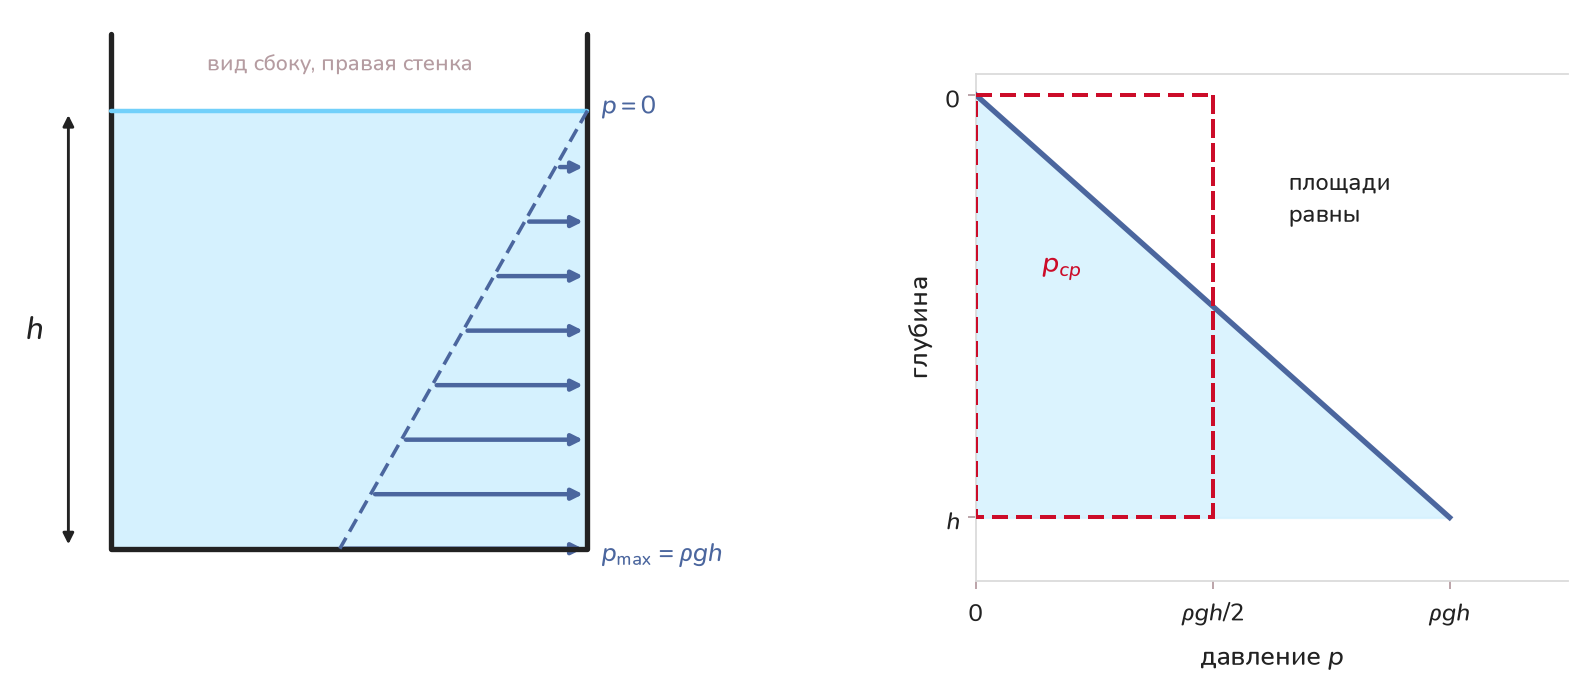 вид сбоку, правая стенка
p = 0
h
p_max = ρgh
0
площади
равны
p_ср
глубина
h
0
ρgh/2
ρgh
давление p